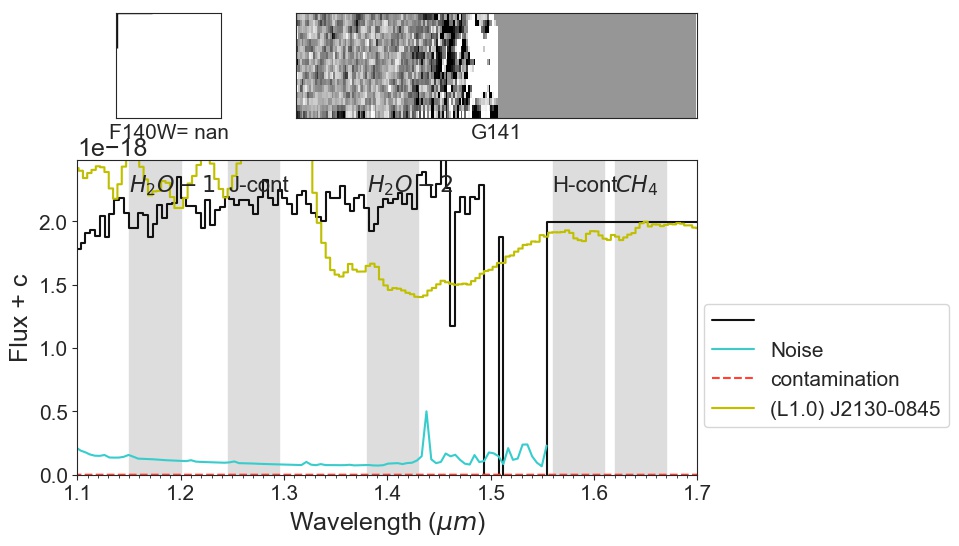 F140W= nan
G141
1e−18
H₂O − 1 J-cont H₂O − 2 H-cont CH₄
2.0
1.5
1.0
0.5
0.0
Flux + c
1.1 1.2 1.3 1.4 1.5 1.6 1.7
Wavelength (μm)
Noise
contamination
(L1.0) J2130-0845